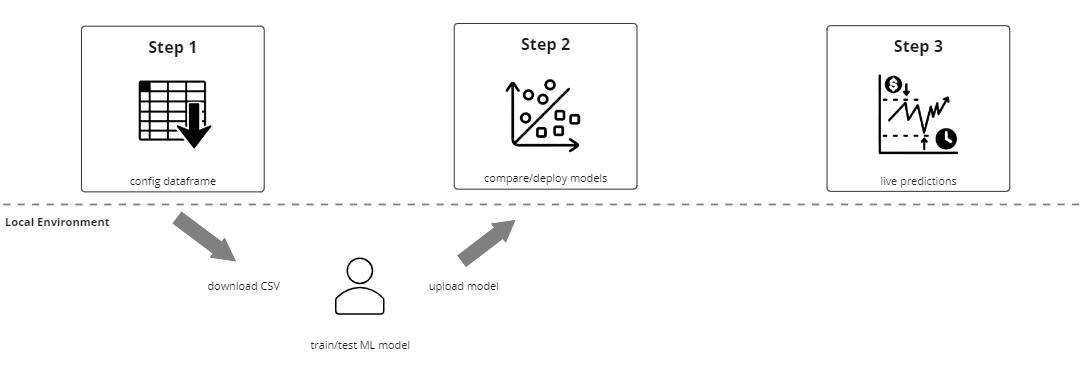 Step 1
Step 2
Step 3
$
config dataframe
compare/deploy models
live predictions
Local Environment
download CSV
upload model
train/test ML model